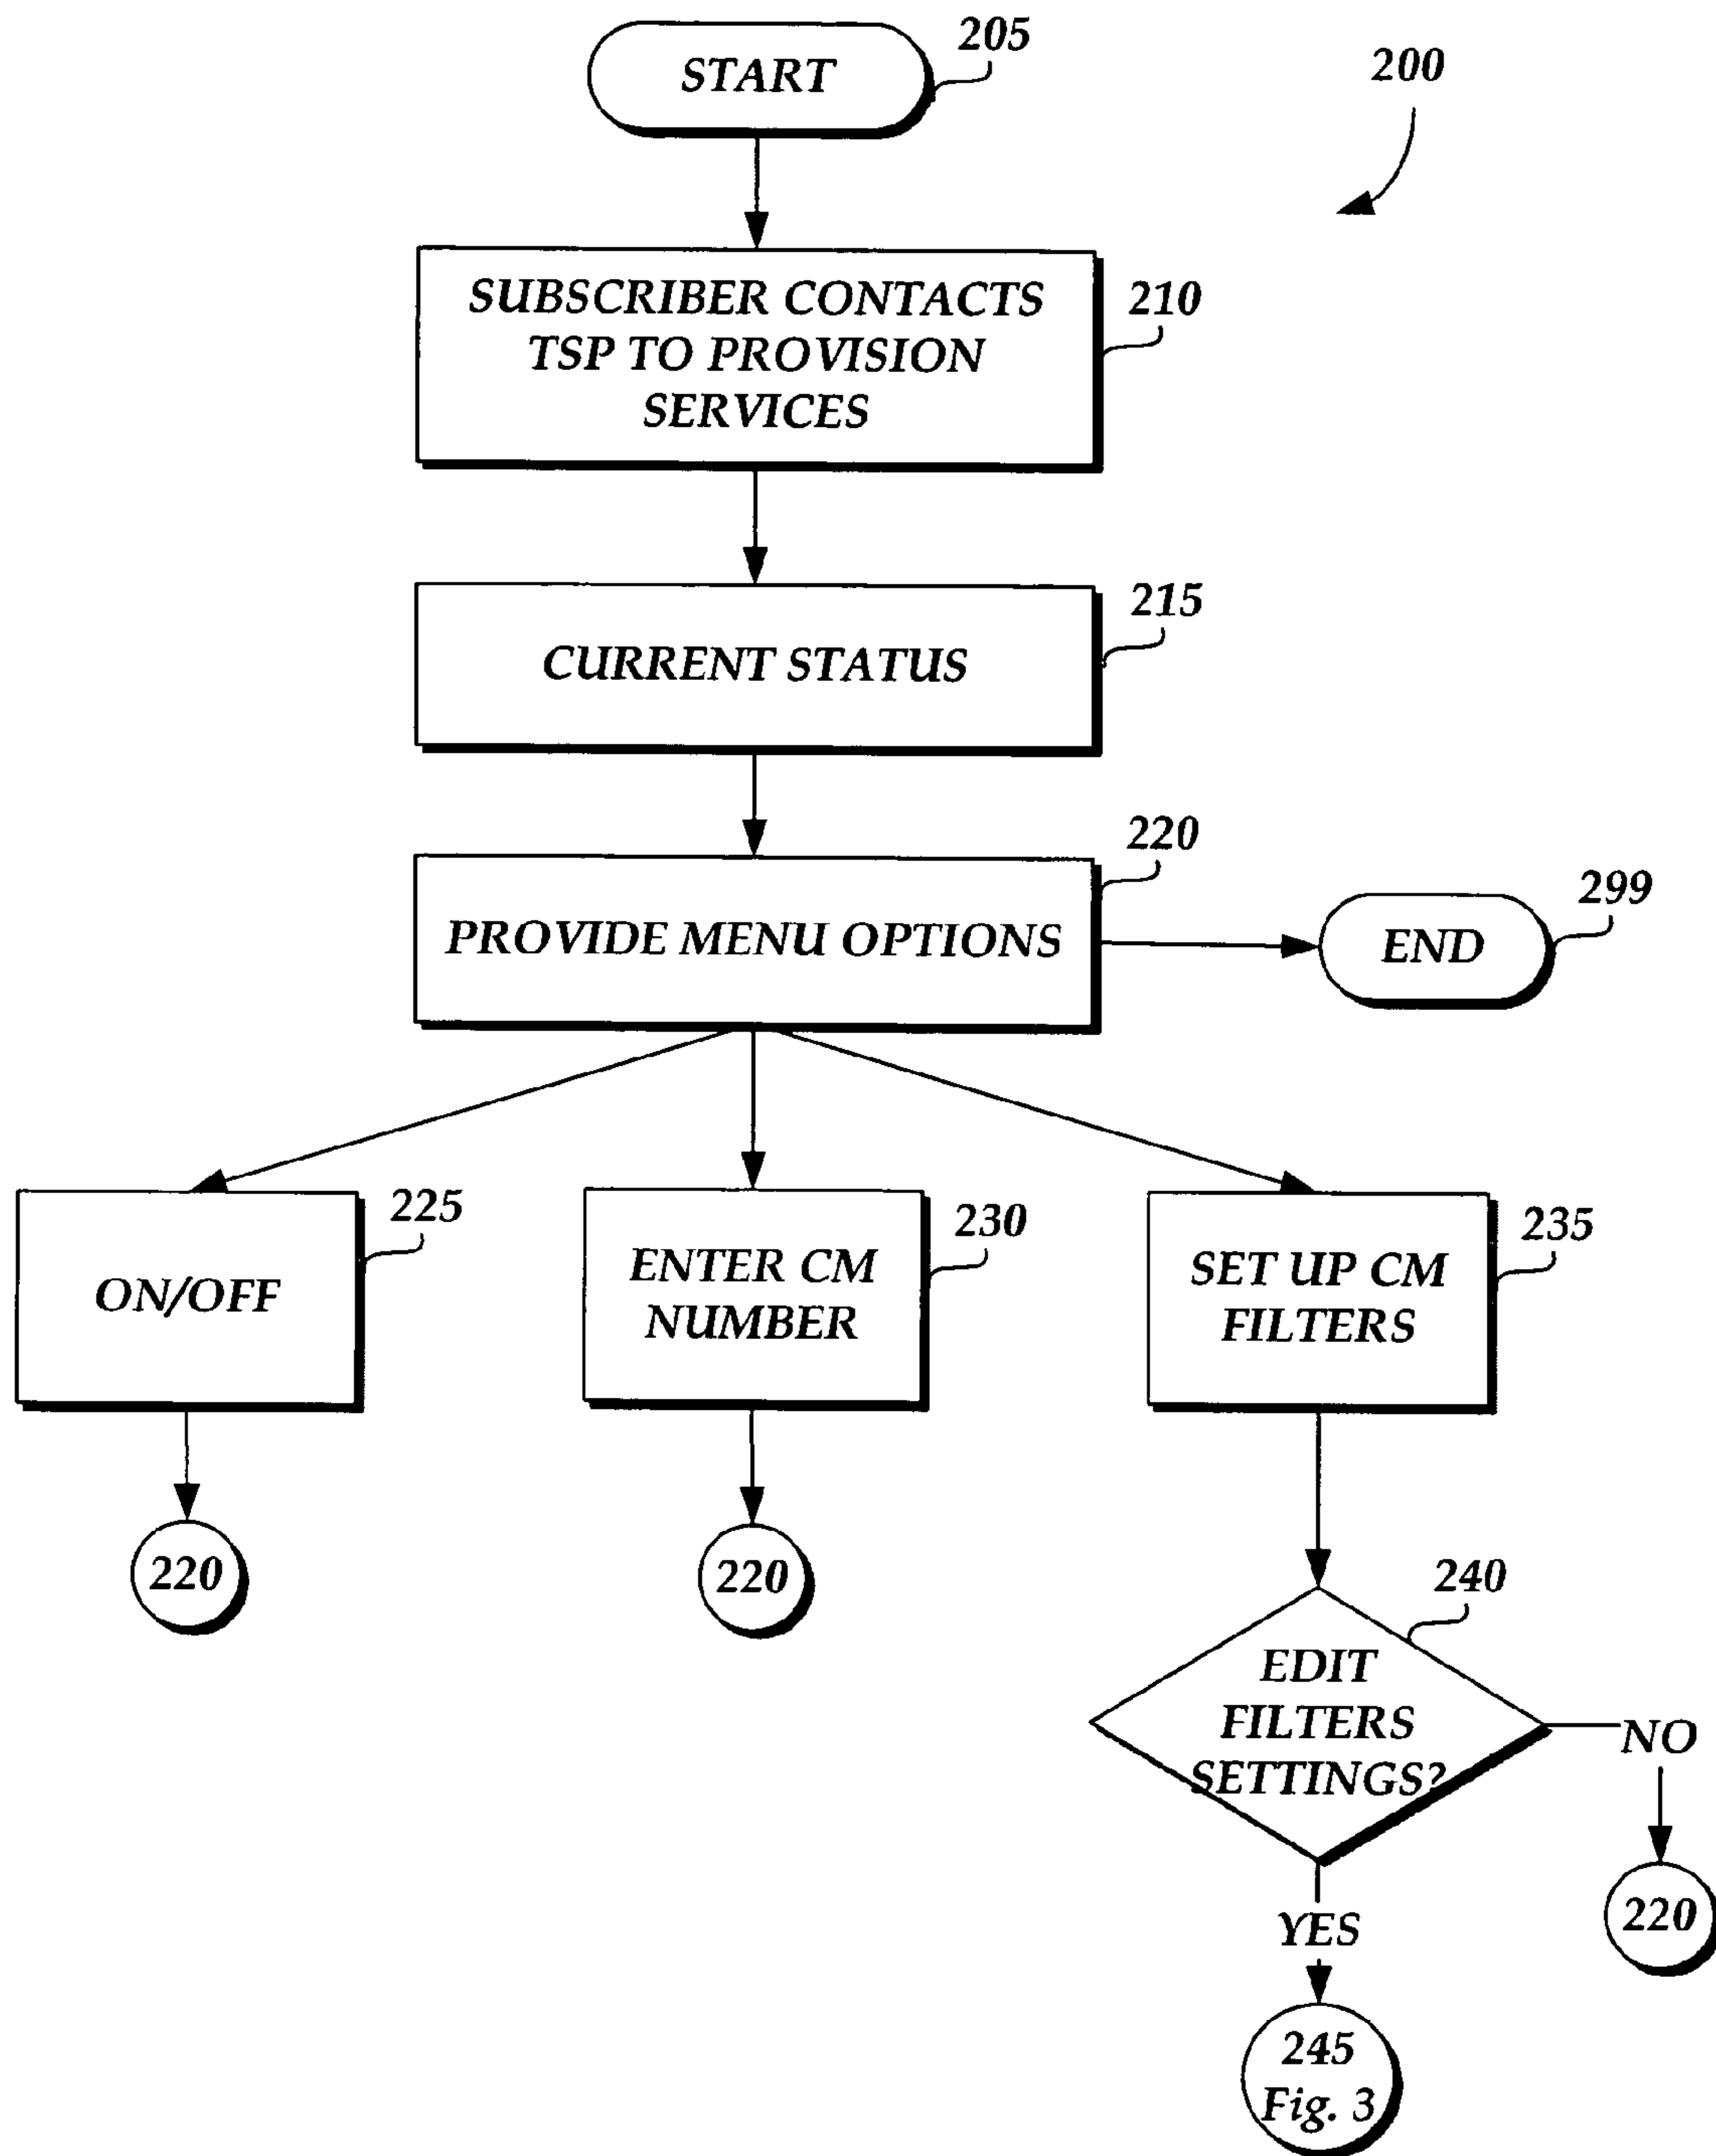 START
205
200
SUBSCRIBER CONTACTS
TSP TO PROVISION
SERVICES
210
CURRENT STATUS
215
PROVIDE MENU OPTIONS
220
END
299
ON/OFF
225
ENTER CM
NUMBER
230
SET UP CM
FILTERS
235
220
220
EDIT
FILTERS
SETTINGS?
240
NO
220
YES
245
Fig. 3